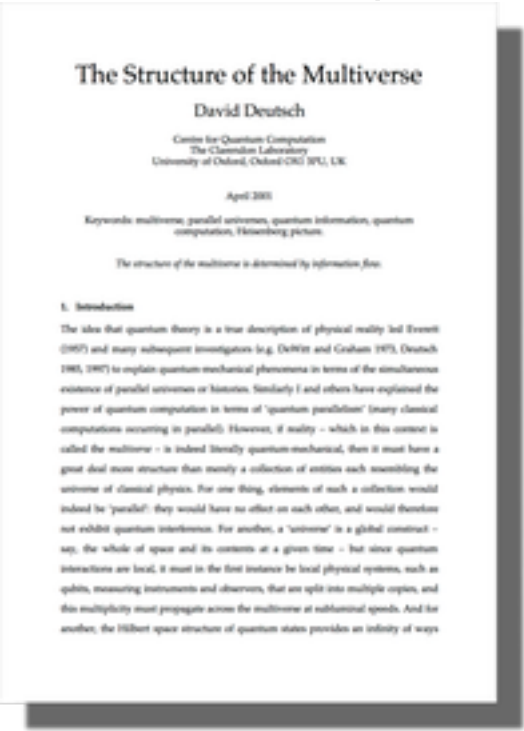 The Structure of the Multiverse
David Deutsch
Centre for Quantum Computation
The Clarendon Laboratory
University of Oxford, Oxford OX1 3PU, UK
April 2001
Keywords: multiverse, parallel universes, quantum information, quantum
computation, Heisenberg picture.
The structure of the multiverse is determined by information flow.
1. Introduction
The idea that quantum theory is a true description of physical reality led Everett
(1957) and many subsequent investigators (e.g. DeWitt and Graham 1973, Deutsch
1985, 1997) to explain quantum-mechanical phenomena in terms of the simultaneous
existence of parallel universes or histories. Similarly I and others have explained the
power of quantum computation in terms of 'quantum parallelism' (many classical
computations occurring in parallel). However, if reality – which in this context is
called the multiverse – is indeed literally quantum-mechanical, then it must have a
great deal more structure than merely a collection of entities each resembling the
universe of classical physics. For one thing, elements of such a collection would
indeed be 'parallel': they would have no effect on each other, and would therefore
not exhibit quantum interference. For another, a 'universe' is a global construct –
say, the whole of space and its contents at a given time – but since quantum
interactions are local, it must in the first instance be local physical systems, such as
qubits, measuring instruments and observers, that are split into multiple copies, and
this multiplicity must propagate across the multiverse at subluminal speeds. And for
another, the Hilbert space structure of quantum states provides an infinity of ways